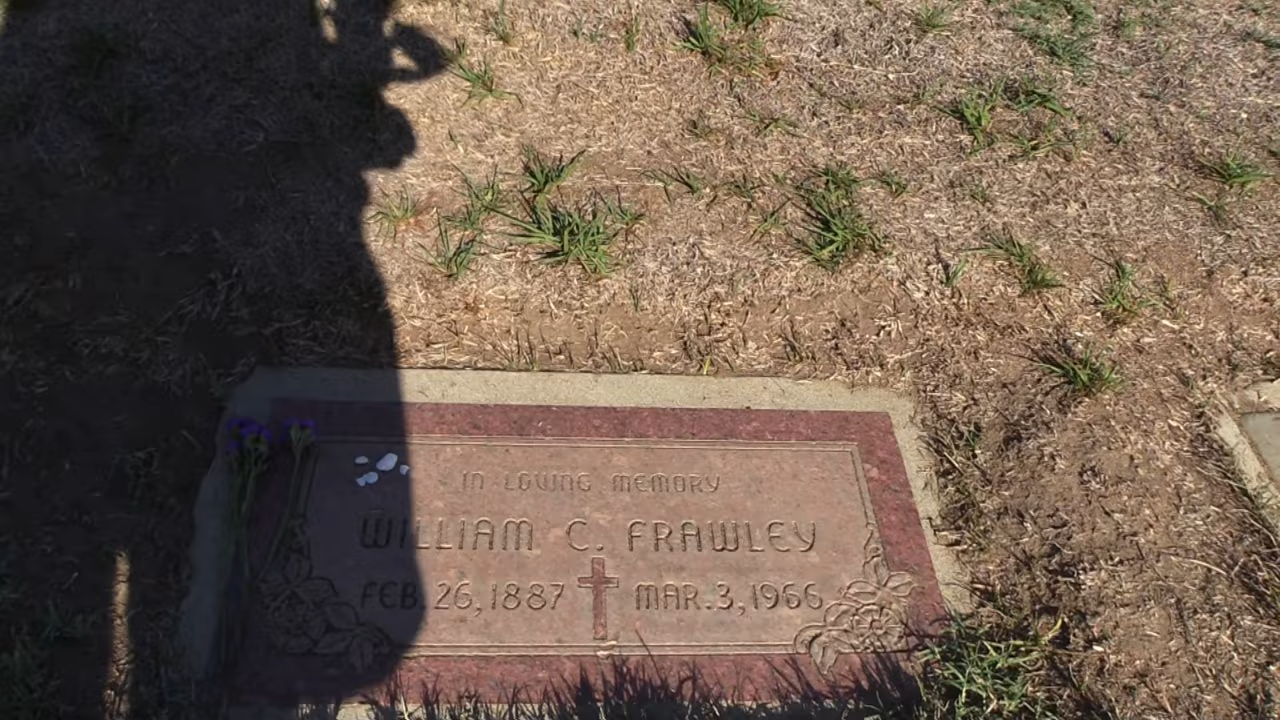 IN LOVING MEMORY
WILLIAM C. FRAWLEY
FEB. 26, 1887 MAR. 3, 1966